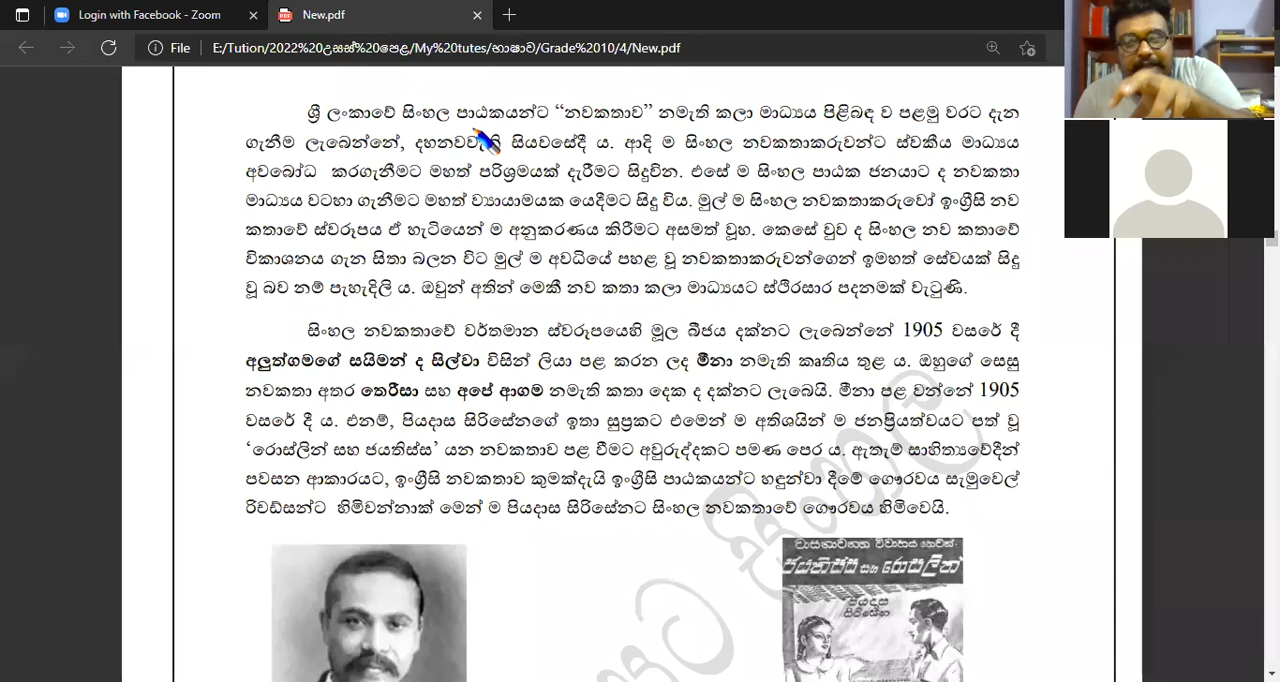 Login with Facebook - Zoom
New.pdf
File E:/Tution/2022%20උසස්%20පෙළ/My%20tutes/භාෂාව/Grade%2010/4/New.pdf
ශ්‍රී ලංකාවේ සිංහල පාඨකයන්ට "නවකතාව" නමැති කලා මාධ්‍යය පිළිබඳ ව පළමු වරට දැන
ගැනීම ලැබෙන්නේ, දහනවවැනි සියවසේදී ය. ආදි ම සිංහල නවකතාකරුවන්ට ස්වකීය මාධ්‍යය
අවබෝධ කරගැනීමට මහත් පරිශ්‍රමයක් දැරීමට සිදුවින. එසේ ම සිංහල පාඨක ජනයාට ද නවකතා
මාධ්‍යය වටහා ගැනීමට මහත් ව්‍යායාමයක යෙදීමට සිදු විය. මුල් ම සිංහල නවකතාකරුවෝ ඉංග්‍රීසි නව
කතාවේ ස්වරූපය ඒ හැටියෙන් ම අනුකරණය කිරීමට අසමත් වූහ. කෙසේ වුව ද සිංහල නව කතාවේ
විකාශනය ගැන සිතා බලන විට මුල් ම අවධියේ පහළ වූ නවකතාකරුවන්ගෙන් ඉමහත් සේවයක් සිදු
වූ බව නම් පැහැදිලි ය. ඔවුන් අතින් මෙකී නව කතා කලා මාධ්‍යයට ස්ථිරසාර පදනමක් වැටුණි.
සිංහල නවකතාවේ වර්තමාන ස්වරූපයෙහි මූල බීජය දක්නට ලැබෙන්නේ 1905 වසරේ දී
අලුත්ගමගේ සයිමන් ද සිල්වා විසින් ලියා පළ කරන ලද මීනා නමැති කෘතිය තුළ ය. ඔහුගේ සෙසු
නවකතා අතර තෙරීසා සහ අපේ ආගම නමැති කතා දෙක ද දක්නට ලැබෙයි. මීනා පළ වන්නේ 1905
වසරේ දී ය. එනම්, පියදාස සිරිසේනගේ ඉතා සුප්‍රකට එමෙන් ම අතිශයින් ම ජනප්‍රියත්වයට පත් වූ
'රොස්ලින් සහ ජයතිස්ස' යන නවකතාව පළ වීමට අවුරුද්දකට පමණ පෙර ය. ඇතැම් සාහිත්‍යවේදීන්
පවසන ආකාරයට, ඉංග්‍රීසි නවකතාව කුමක්දැයි ඉංග්‍රීසි පාඨකයන්ට හඳුන්වා දීමේ ගෞරවය සැමුවෙල්
රිචඩ්සන්ට හිමිවන්නාක් මෙන් ම පියදාස සිරිසේනට සිංහල නවකතාවේ ගෞරවය හිමිවෙයි.
ජයතිස්ස සහ රොසලින්
පියදාස
සිරිසේන
සිංහල